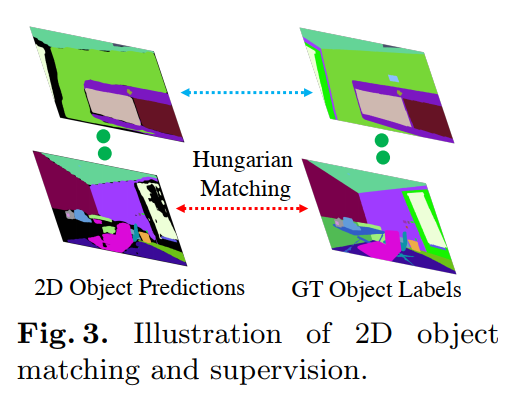 Hungarian
Matching
2D Object Predictions
GT Object Labels
Fig. 3. Illustration of 2D object
matching and supervision.